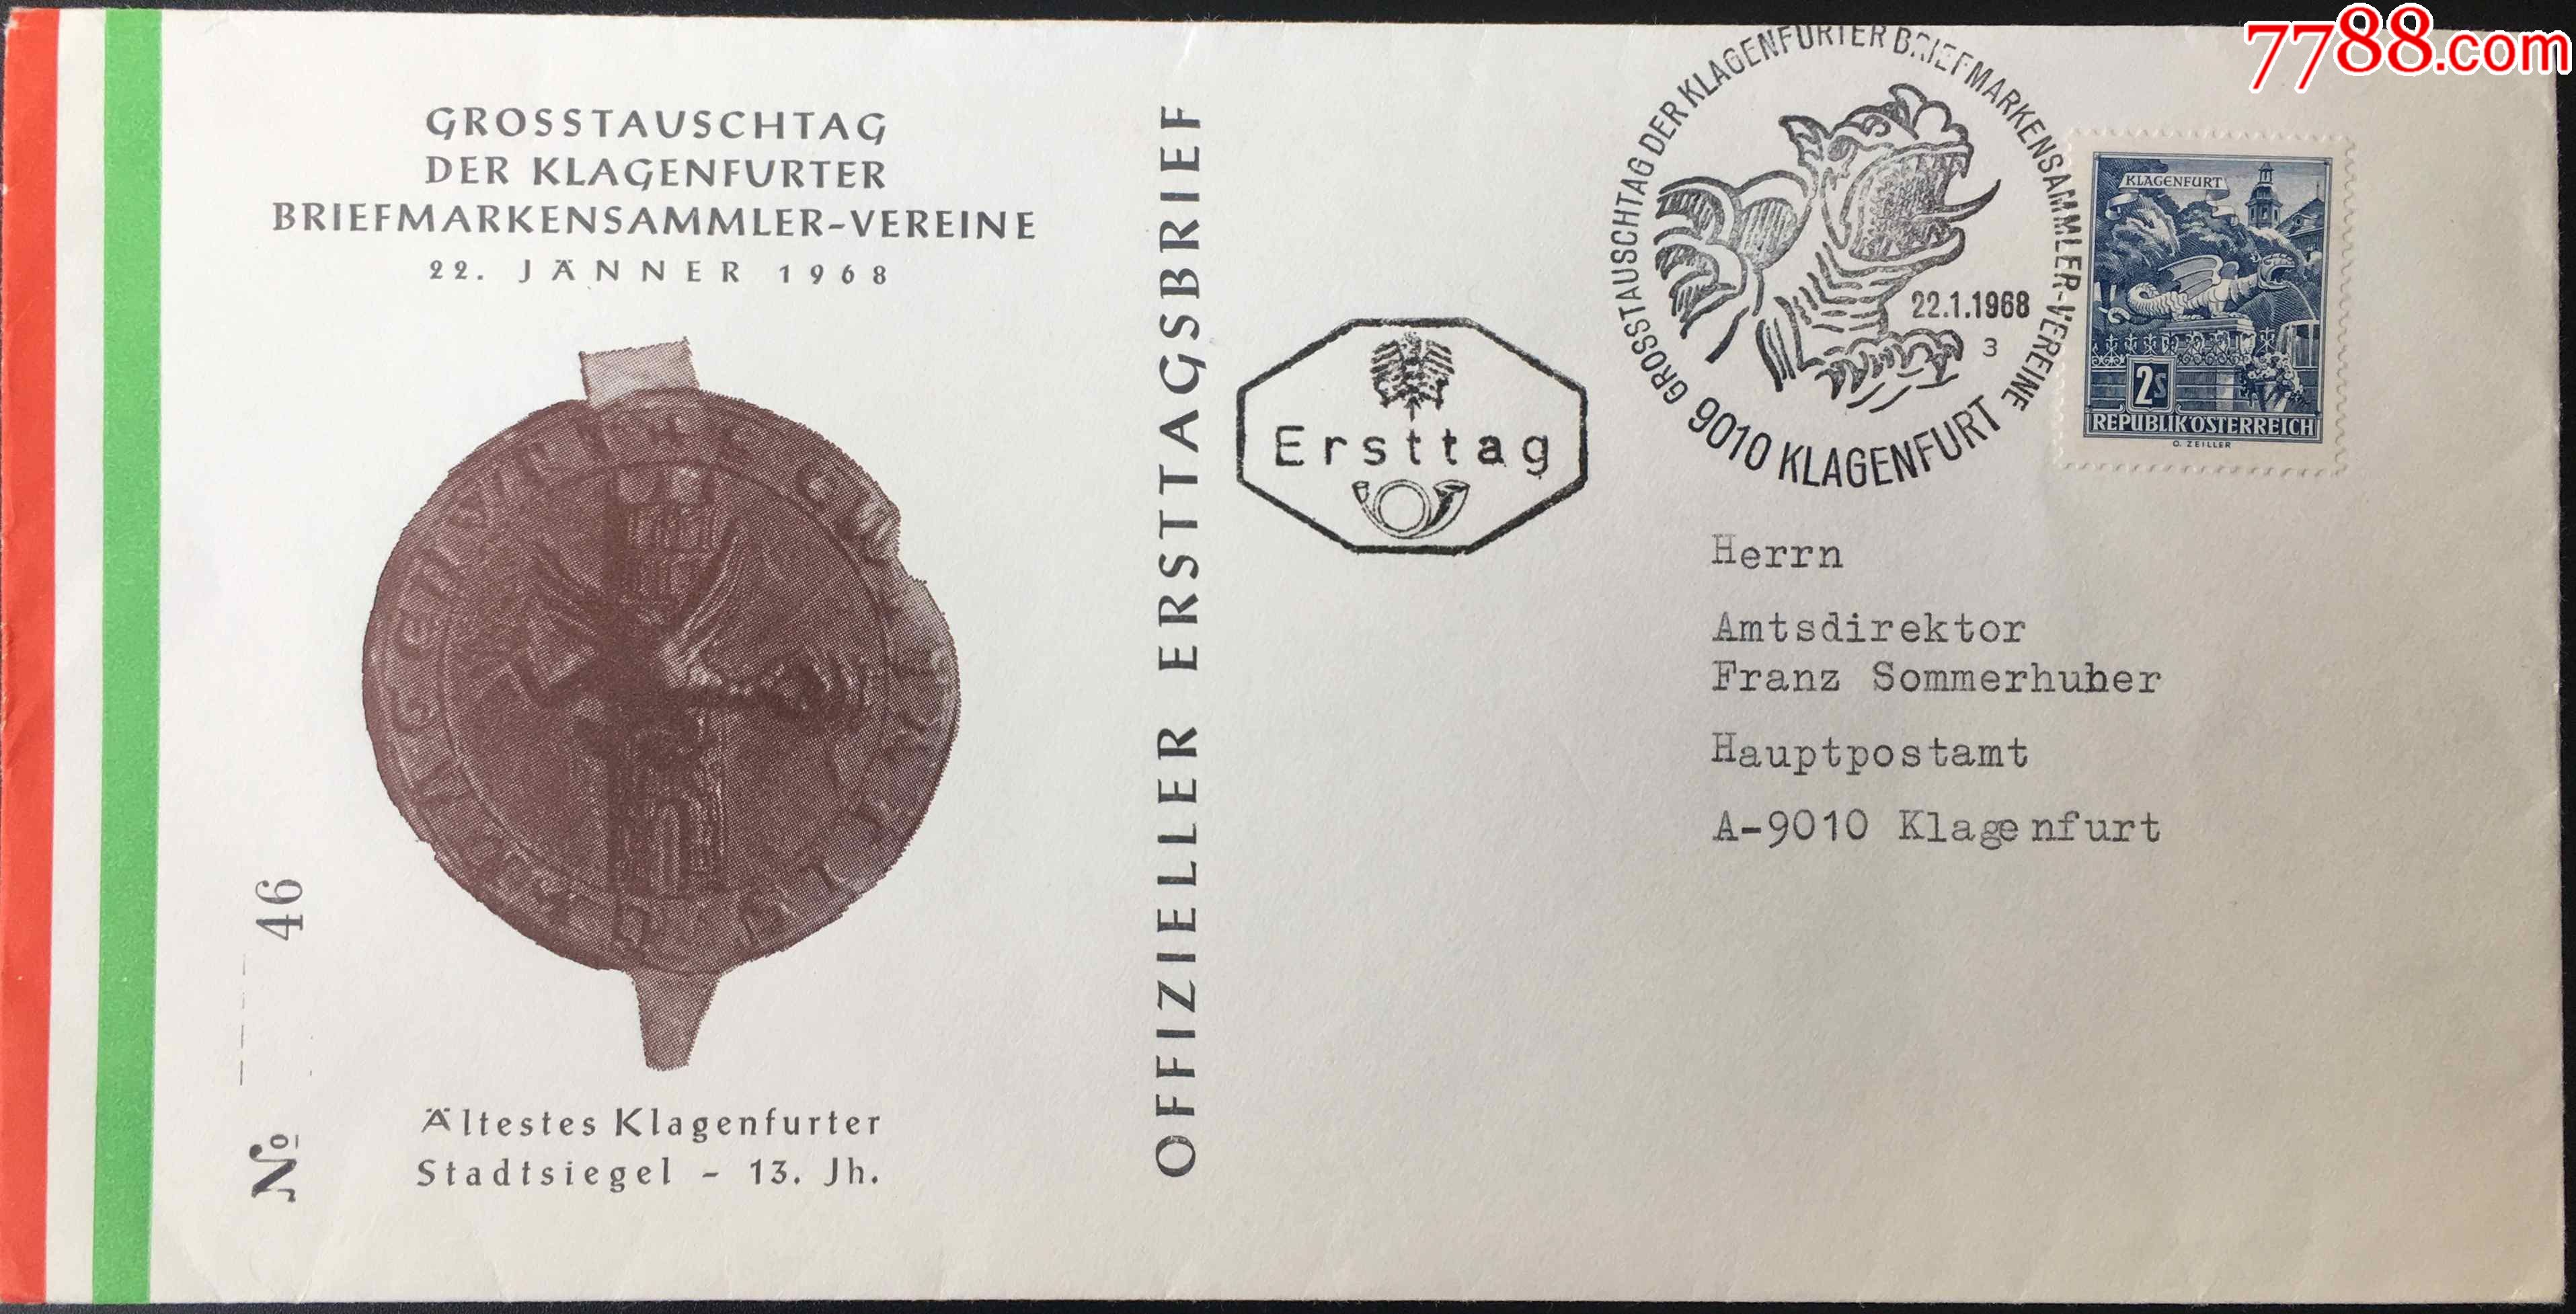 7788.com
GROSSTAUSCHTAG
DER KLAGENFURTER
BRIEFMARKENSAMMLER-VEREINE
22. JÄNNER 1968
OFFIZIELLER ERSTTAGSBRIEF
Ersttag
GROSSTAUSCHTAG DER KLAGENFURTER BRIEFMARKENSAMMLER-VEREINE
22.1.1968
3
9010 KLAGENFURT
KLAGENFURT
2S
REPUBLIK ÖSTERREICH
O. ZEILLER
Herrn
Amtsdirektor
Franz Sommerhuber
Hauptpostamt
A-9010 Klagenfurt
№ 46
Ältestes Klagenfurter
Stadtsiegel - 13. Jh.